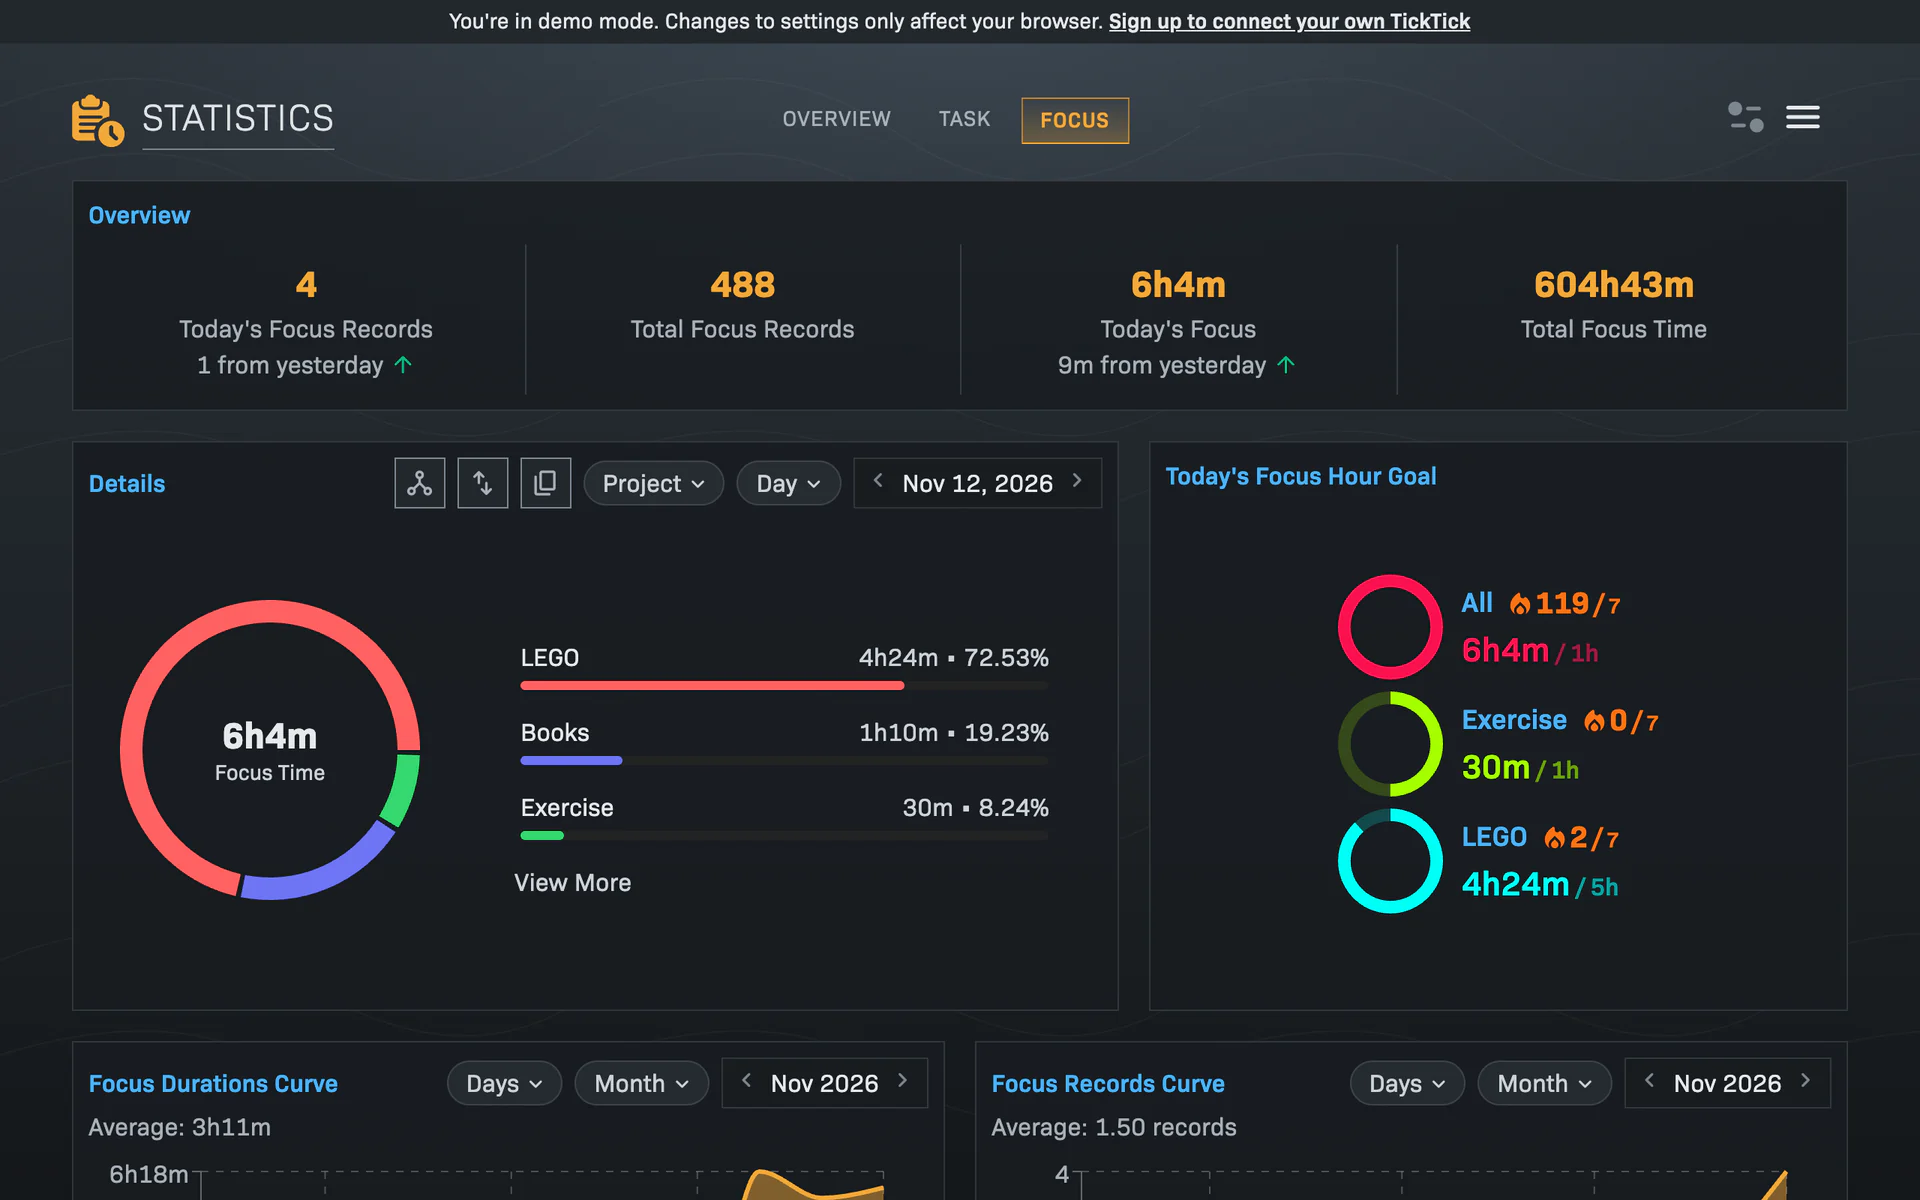 You're in demo mode. Changes to settings only affect your browser. Sign up to connect your own TickTick
STATISTICS
OVERVIEW
TASK
FOCUS
Overview
4
Today's Focus Records
1 from yesterday ↑
488
Total Focus Records
6h4m
Today's Focus
9m from yesterday ↑
604h43m
Total Focus Time
Details
Project
Day
Nov 12, 2026
6h4m
Focus Time
LEGO
4h24m • 72.53%
Books
1h10m • 19.23%
Exercise
30m • 8.24%
View More
Today's Focus Hour Goal
All 119/7
6h4m/1h
Exercise 0/7
30m/1h
LEGO 2/7
4h24m/5h
Focus Durations Curve
Days
Month
Nov 2026
Average: 3h11m
6h18m
Focus Records Curve
Days
Month
Nov 2026
Average: 1.50 records
4